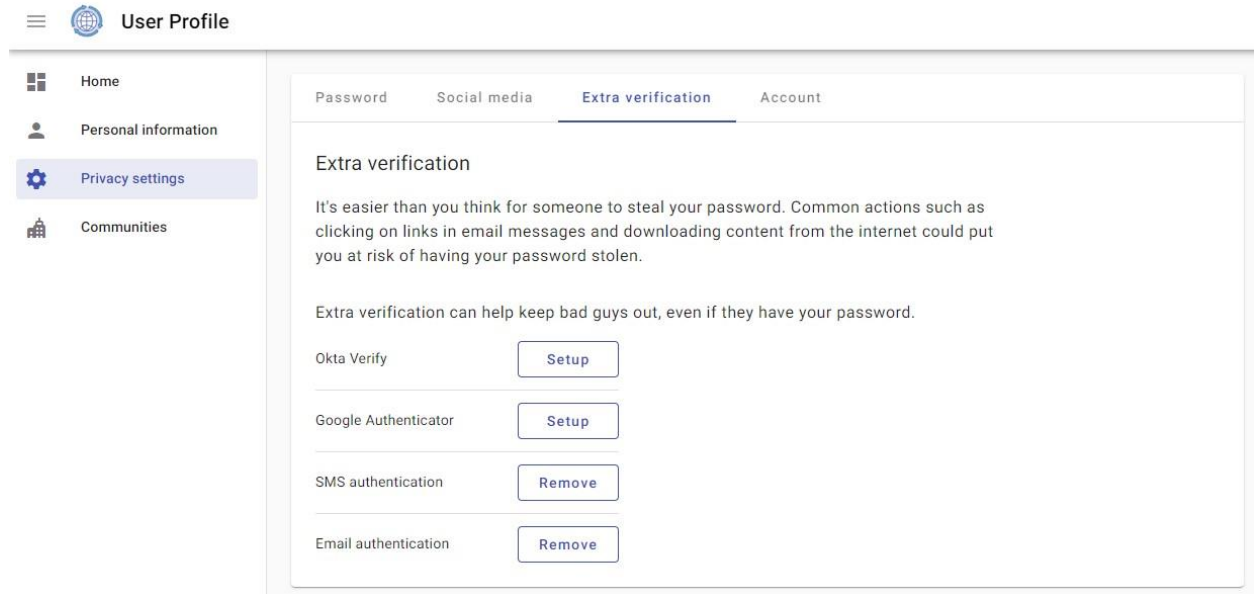 User Profile
Home
Personal information
Privacy settings
Communities
Password Social media Extra verification Account
Extra verification
It's easier than you think for someone to steal your password. Common actions such as
clicking on links in email messages and downloading content from the internet could put
you at risk of having your password stolen.
Extra verification can help keep bad guys out, even if they have your password.
Okta Verify Setup
Google Authenticator Setup
SMS authentication Remove
Email authentication Remove